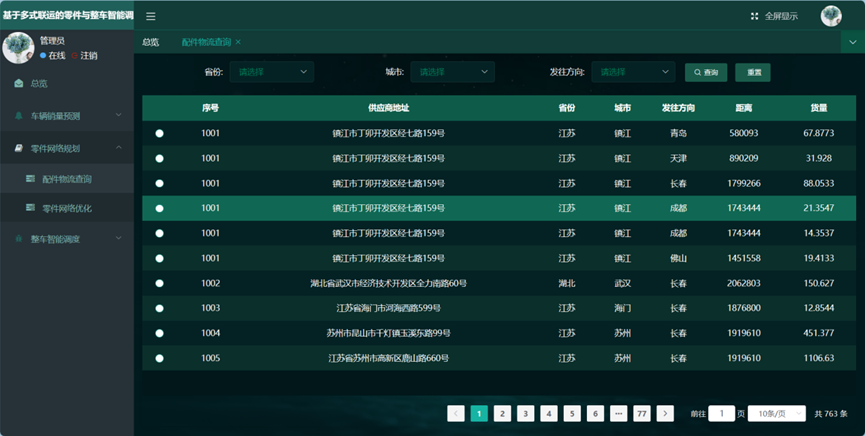 基于多式联运的零件与整车智能调
全屏显示
管理员
在线 注销
总览 配件物流查询 ×
总览
车辆销量预测
零件网络规划
配件物流查询
零件网络优化
整车智能调度
省份: 请选择 城市: 请选择 发往方向: 请选择 查询 重置
序号 供应商地址 省份 城市 发往方向 距离 货量
1001 镇江市丁卯开发区经七路159号 江苏 镇江 青岛 580093 67.8773
1001 镇江市丁卯开发区经七路159号 江苏 镇江 天津 890209 31.928
1001 镇江市丁卯开发区经七路159号 江苏 镇江 长春 1799266 88.0533
1001 镇江市丁卯开发区经七路159号 江苏 镇江 成都 1743444 21.3547
1001 镇江市丁卯开发区经七路159号 江苏 镇江 成都 1743444 14.3537
1001 镇江市丁卯开发区经七路159号 江苏 镇江 佛山 1451558 19.4133
1002 湖北省武汉市经济技术开发区全力南路60号 湖北 武汉 长春 2062803 150.627
1003 江苏省海门市河海西路599号 江苏 海门 长春 1876800 12.8544
1004 苏州市昆山市千灯镇玉溪东路99号 江苏 苏州 长春 1919610 451.377
1005 江苏省苏州市高新区鹿山路660号 江苏 苏州 长春 1919610 1106.63
< 1 2 3 4 5 6 ··· 77 > 前往 1 页 10条/页 共 763 条